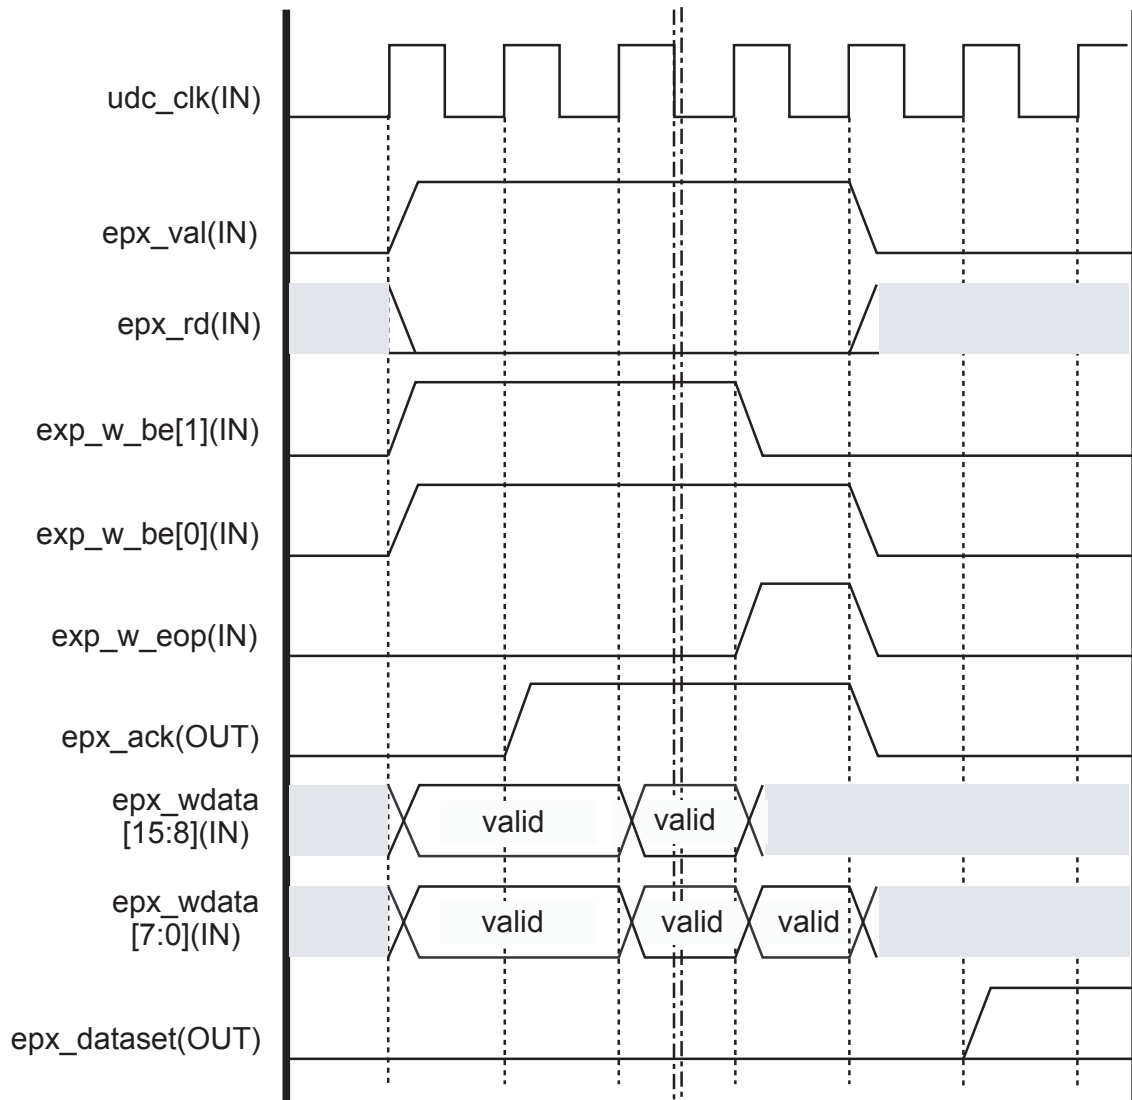 udc_clk(IN)
epx_val(IN)
epx_rd(IN)
exp_w_be[1](IN)
exp_w_be[0](IN)
exp_w_eop(IN)
epx_ack(OUT)
epx_wdata
[15:8](IN)
valid valid
epx_wdata
[7:0](IN)
valid valid valid
epx_dataset(OUT)